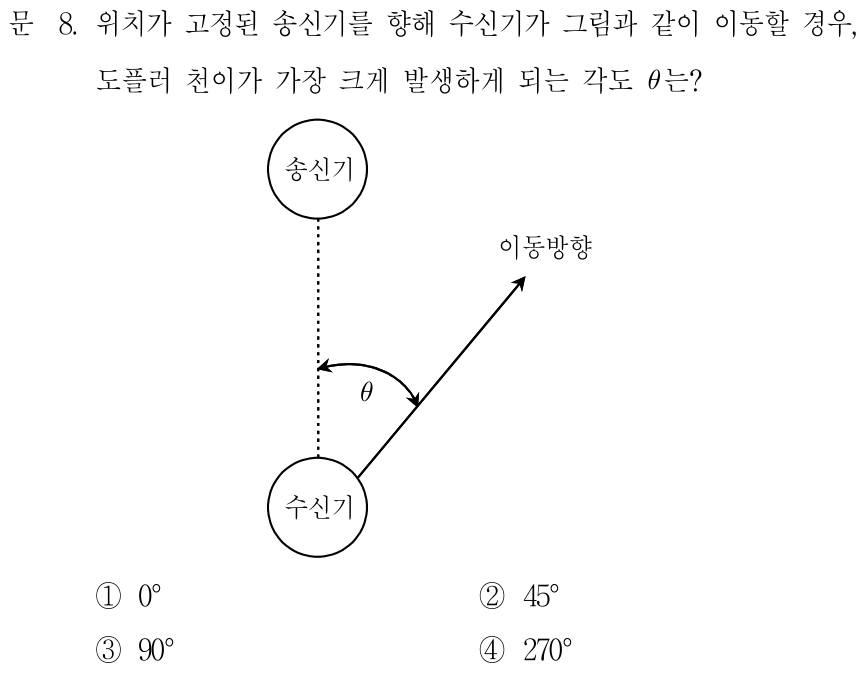 문 8. 위치가 고정된 송신기를 향해 수신기가 그림과 같이 이동할 경우,
도플러 천이가 가장 크게 발생하게 되는 각도 θ는?
송신기
이동방향
θ
수신기
① 0° ② 45°
③ 90° ④ 270°